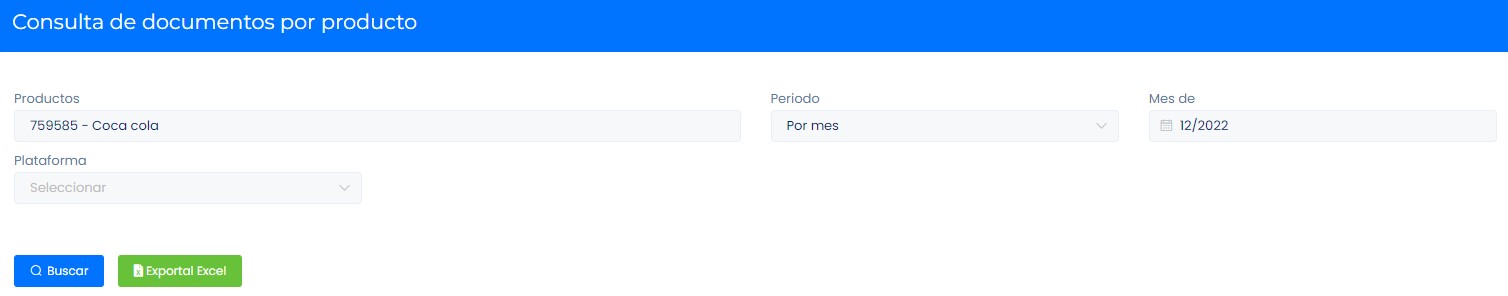 Consulta de documentos por producto
Productos
759585 - Coca cola
Periodo
Por mes
Mes de
12/2022
Plataforma
Seleccionar
Buscar
Exportal Excel